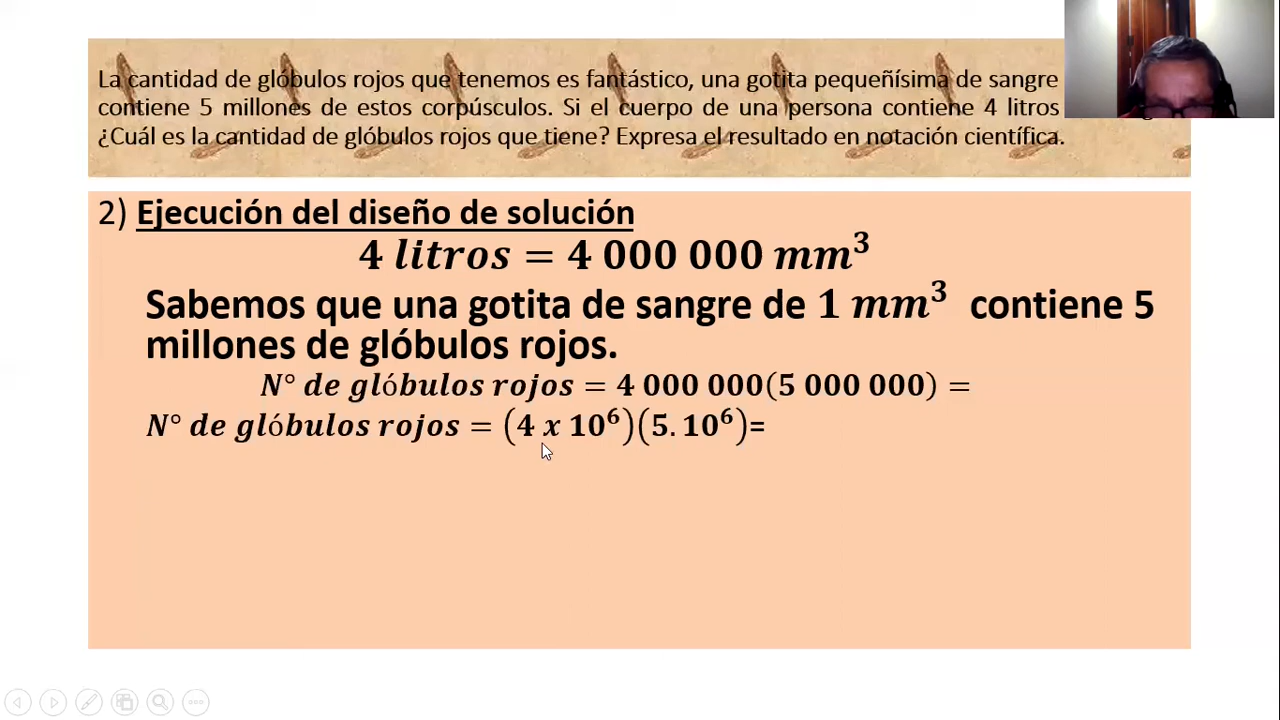 La cantidad de glóbulos rojos que tenemos es fantástico, una gotita pequeñísima de sangre
contiene 5 millones de estos corpúsculos. Si el cuerpo de una persona contiene 4 litros
¿Cuál es la cantidad de glóbulos rojos que tiene? Expresa el resultado en notación científica.
2) Ejecución del diseño de solución
4 litros = 4 000 000 mm³
Sabemos que una gotita de sangre de 1 mm³ contiene 5
millones de glóbulos rojos.
N° de glóbulos rojos = 4 000 000(5 000 000) =
N° de glóbulos rojos = (4 x 10⁶)(5. 10⁶)=